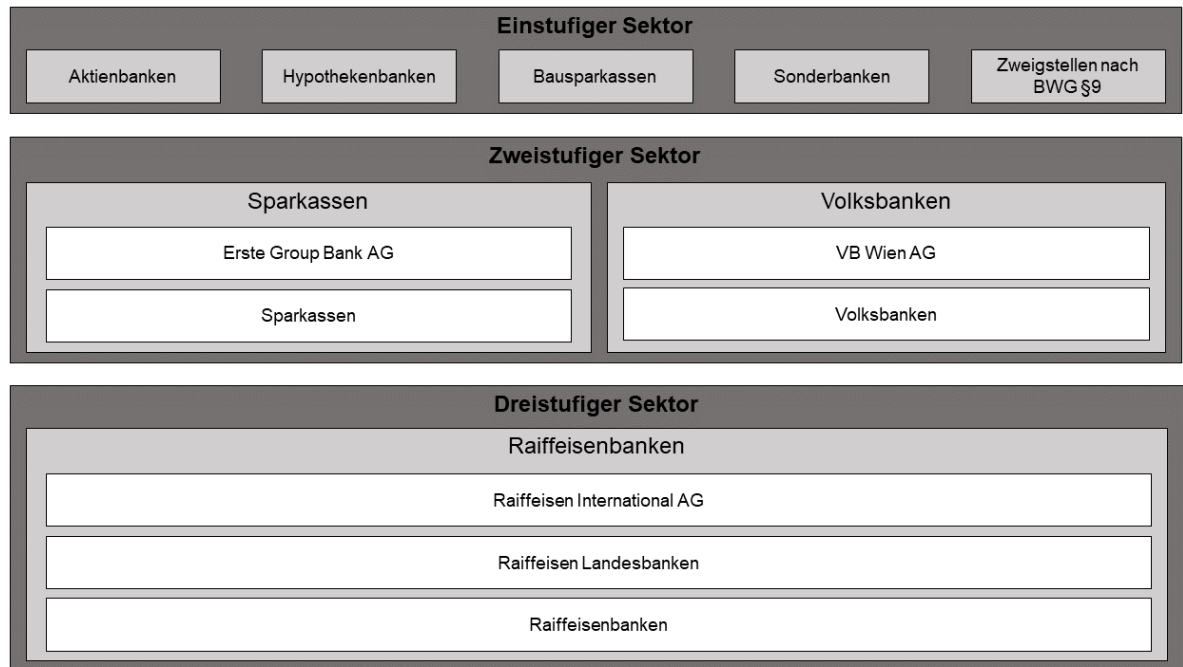 Einstufiger Sektor
Aktienbanken
Hypothekenbanken
Bausparkassen
Sonderbanken
Zweigstellen nach
BWG §9
Zweistufiger Sektor
Sparkassen
Erste Group Bank AG
Sparkassen
Volksbanken
VB Wien AG
Volksbanken
Dreistufiger Sektor
Raiffeisenbanken
Raiffeisen International AG
Raiffeisen Landesbanken
Raiffeisenbanken